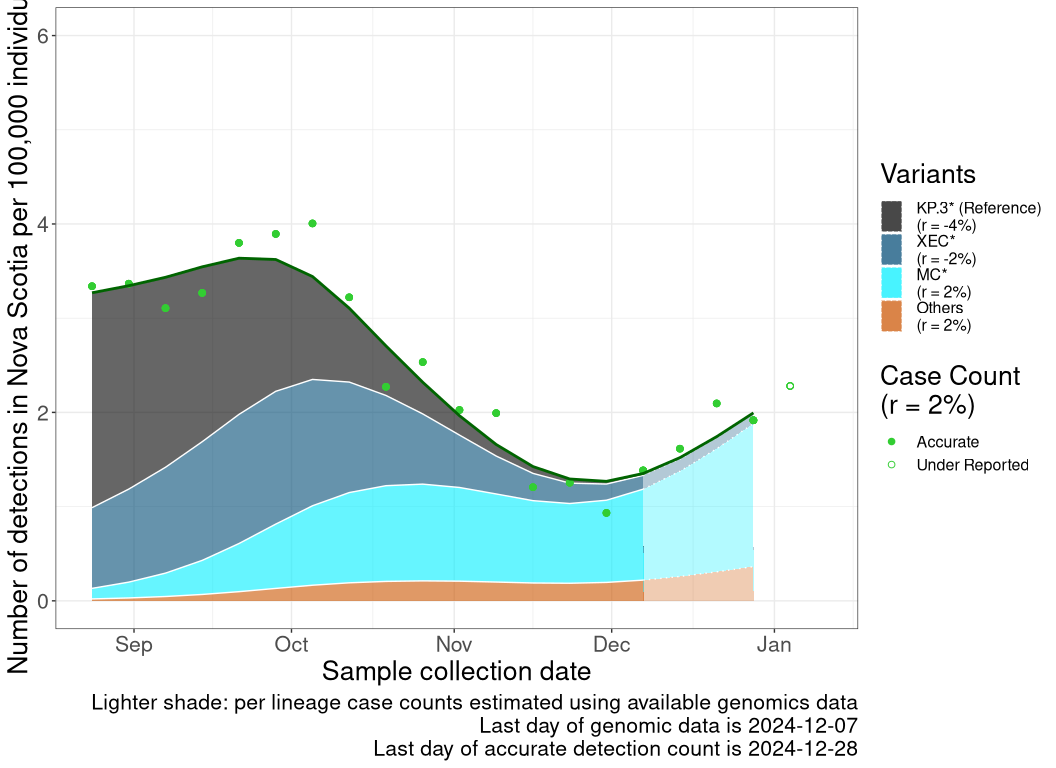 Number of detections in Nova Scotia per 100,000
6
4
2
0
Sep Oct Nov Dec Jan
Sample collection date
Lighter shade: per lineage case counts estimated using available genomics data
Last day of genomic data is 2024-12-07
Last day of accurate detection count is 2024-12-28
Variants
KP.3* (Reference)
(r = -4%)
XEC*
(r = -2%)
MC*
(r = 2%)
Others
(r = 2%)
Case Count
(r = 2%)
Accurate
Under Reported